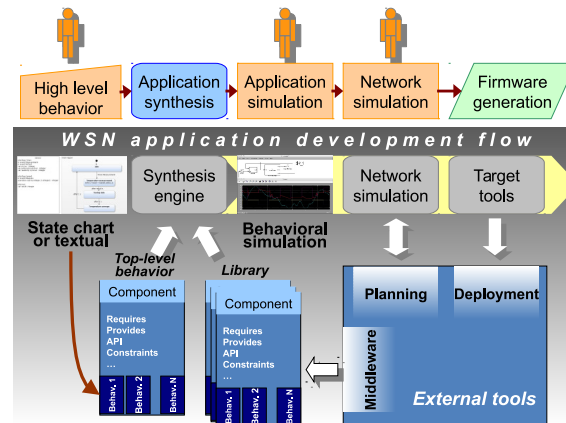 High level
behavior
Application
synthesis
Application
simulation
Network
simulation
Firmware
generation
WSN application development flow
Synthesis
engine
Network
simulation
Target
tools
State chart
or textual
Behavioral
simulation
Top-level
behavior
Library
Component
Requires
Provides
API
Constraints
...
Behav. 1
Behav. 2
Behav. N
Component
Requires
Provides
API
Constraints
...
Behav. 1
Behav. 2
Behav. N
Planning
Deployment
Middleware
External tools